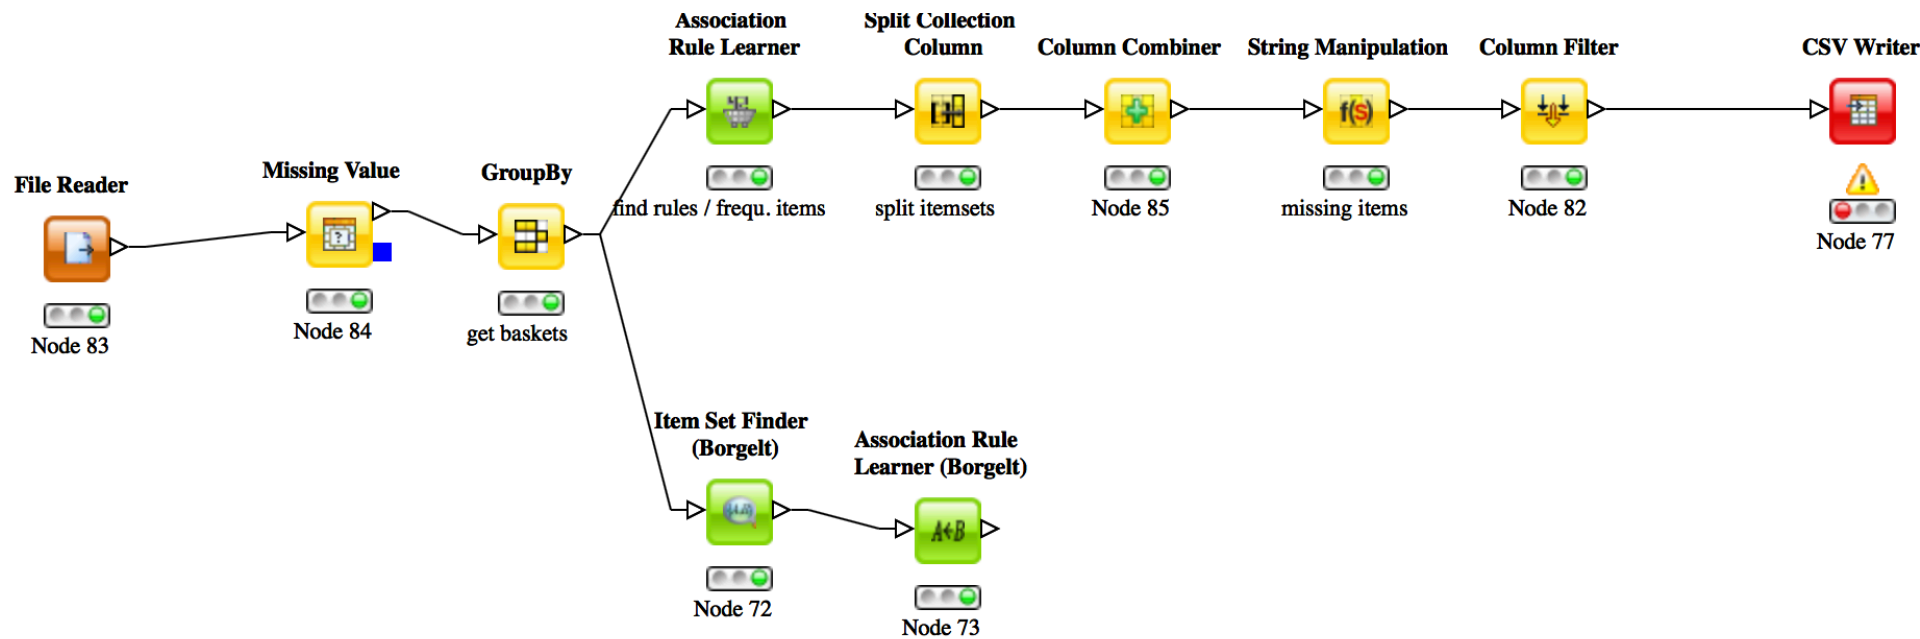 File Reader
Node 83
Missing Value
?
Node 84
GroupBy
get baskets
Association
Rule Learner
find rules / frequ. items
Split Collection
Column
split itemsets
Column Combiner
Node 85
String Manipulation
f(S)
missing items
Column Filter
Node 82
CSV Writer
Node 77
Item Set Finder
(Borgelt)
Node 72
Association Rule
Learner (Borgelt)
A←B
Node 73